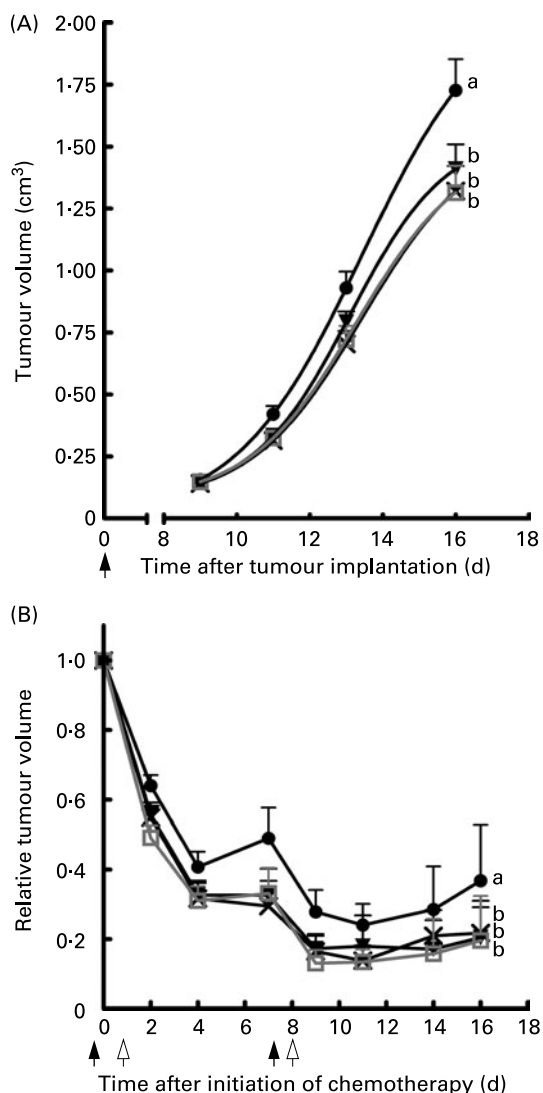 (A)
2·00
1·75
1·50
1·25
1·00
0·75
0·50
0·25
0
Tumour volume (cm³)
a
b
b
b
0 8 10 12 14 16 18
Time after tumour implantation (d)
(B)
1·0
0·8
0·6
0·4
0·2
0
Relative tumour volume
a
b
b
b
0 2 4 6 8 10 12 14 16 18
Time after initiation of chemotherapy (d)